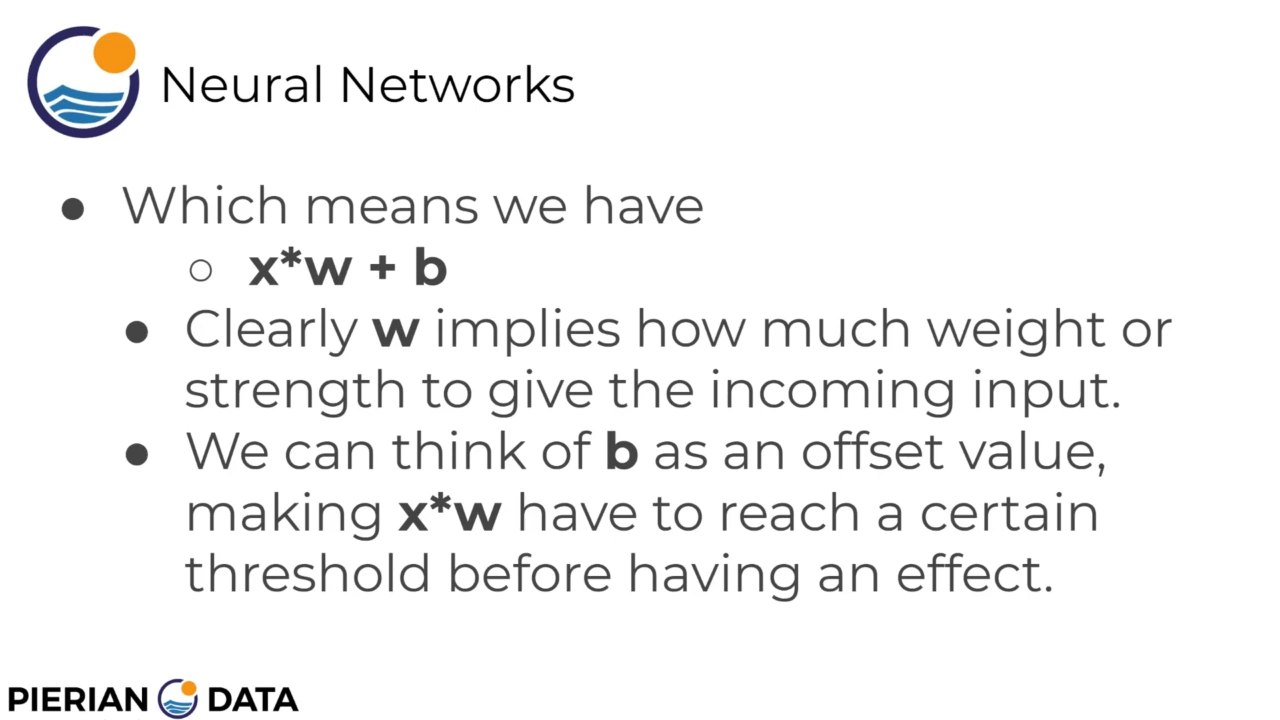 Neural Networks
● Which means we have
○ x*w + b
● Clearly w implies how much weight or
strength to give the incoming input.
● We can think of b as an offset value,
making x*w have to reach a certain
threshold before having an effect.
PIERIAN DATA